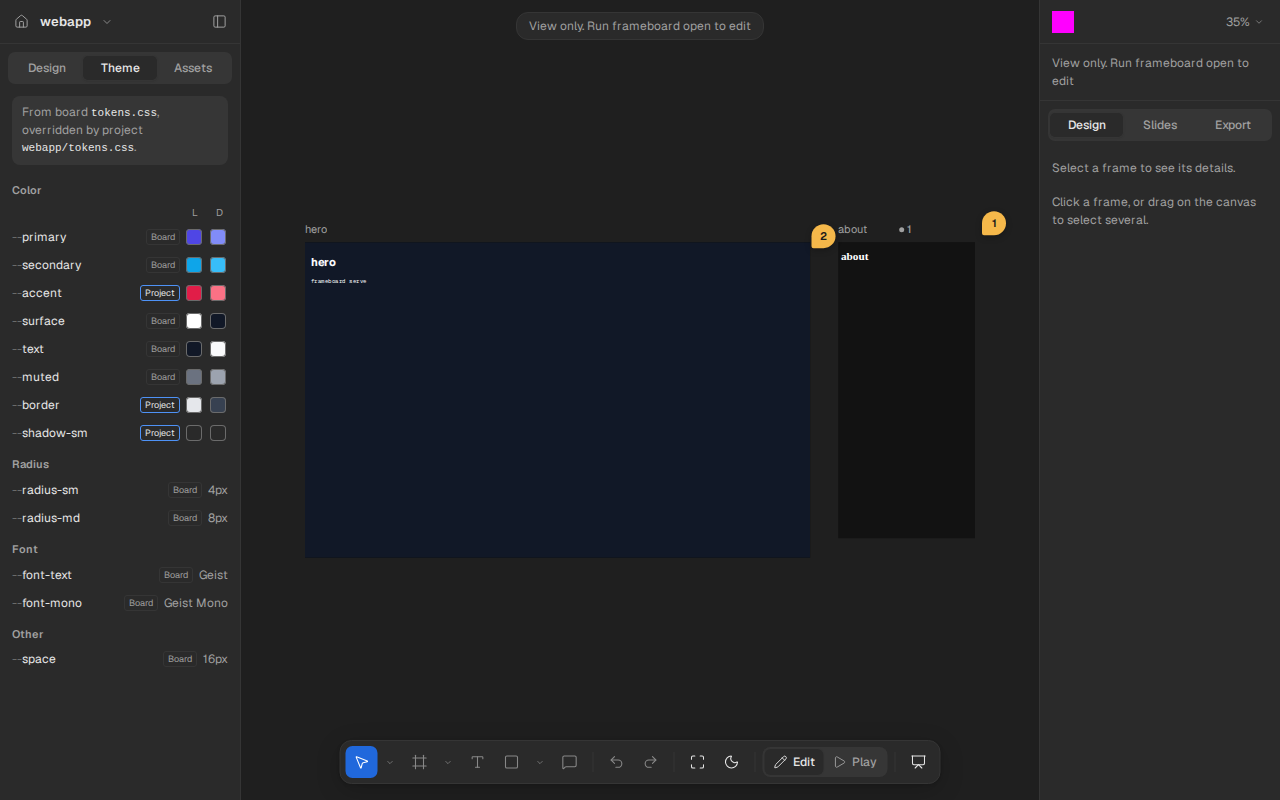 webapp
Design Theme Assets
From board tokens.css,
overridden by project
webapp/tokens.css.
Color
L D
--primary Board
--secondary Board
--accent Project
--surface Board
--text Board
--muted Board
--border Project
--shadow-sm Project
Radius
--radius-sm Board 4px
--radius-md Board 8px
Font
--font-text Board Geist
--font-mono Board Geist Mono
Other
--space Board 16px
View only. Run frameboard open to edit
hero
2
about
1
1
hero
frameboard serve
about
Edit
Play
35%
View only. Run frameboard open to
edit
Design Slides Export
Select a frame to see its details.
Click a frame, or drag on the canvas
to select several.